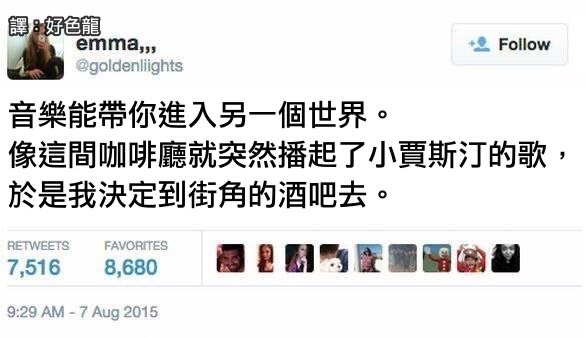 譯：好色龍
emma,,,
@goldenliights
Follow
音樂能帶你進入另一個世界。
像這間咖啡廳就突然播起了小賈斯汀的歌，
於是我決定到街角的酒吧去。
RETWEETS FAVORITES
7,516 8,680
9:29 AM - 7 Aug 2015